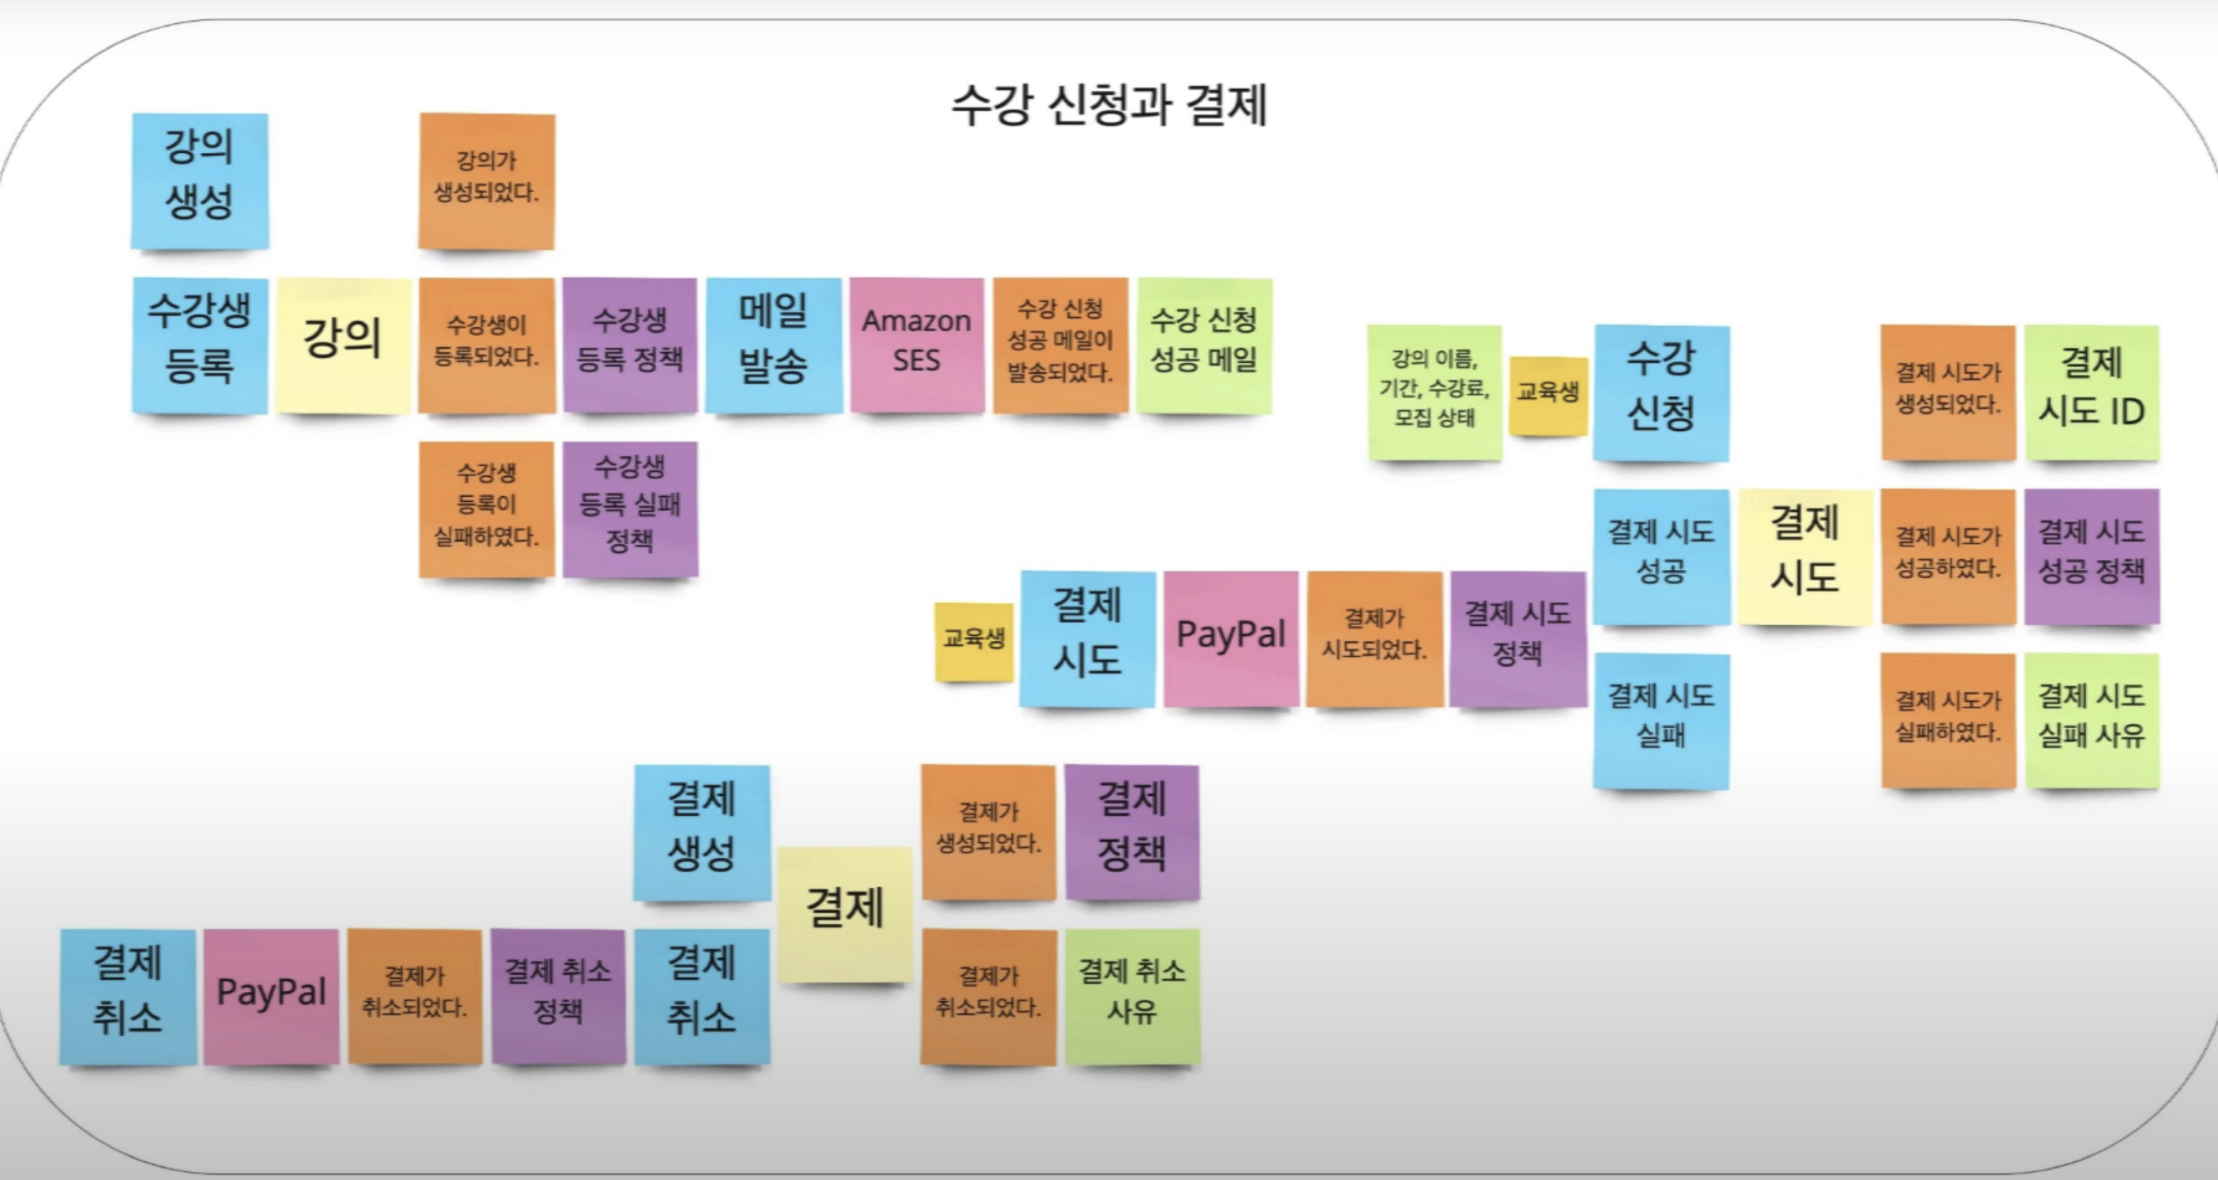 수강 신청과 결제
강의
생성
강의가
생성되었다.
수강생
등록
강의
수강생이
등록되었다.
수강생
등록 정책
메일
발송
Amazon
SES
수강 신청
성공 메일이
발송되었다.
수강 신청
성공 메일
수강생
등록이
실패하였다.
수강생
등록 실패
정책
강의 이름,
기간, 수강료,
모집 상태
교육생
수강
신청
결제 시도가
생성되었다.
결제
시도 ID
결제 시도
성공
결제
시도
결제 시도가
성공하였다.
결제 시도
성공 정책
교육생
결제
시도
PayPal
결제가
시도되었다.
결제 시도
정책
결제 시도
실패
결제 시도가
실패하였다.
결제 시도
실패 사유
결제
생성
결제
결제가
생성되었다.
결제
정책
결제
취소
PayPal
결제가
취소되었다.
결제 취소
정책
결제
취소
결제가
취소되었다.
결제 취소
사유